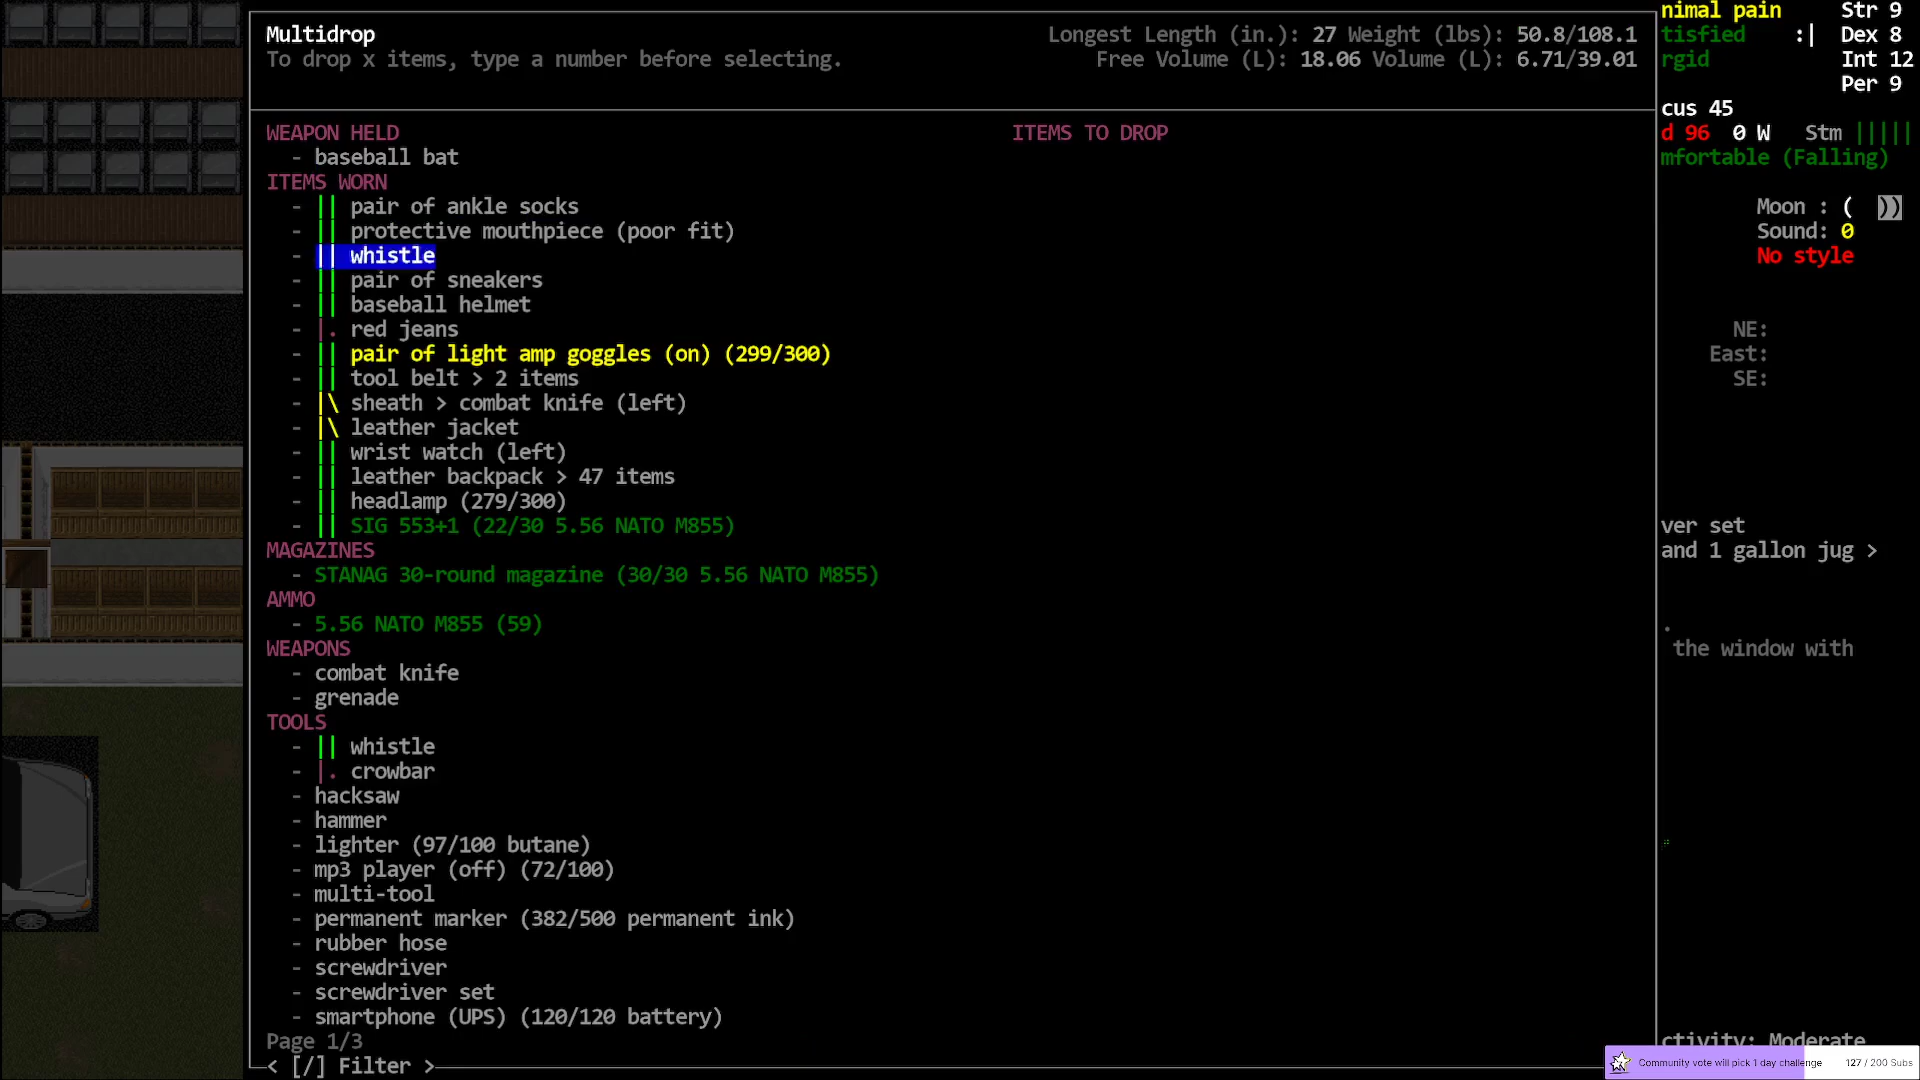 Multidrop
Longest Length (in.): 27 Weight (lbs): 50.8/108.1
To drop x items, type a number before selecting.
Free Volume (L): 18.06 Volume (L): 6.71/39.01
WEAPON HELD
- baseball bat
ITEMS WORN
- || pair of ankle socks
- || protective mouthpiece (poor fit)
- || whistle
- || pair of sneakers
- || baseball helmet
- |. red jeans
- || pair of light amp goggles (on) (299/300)
- || tool belt > 2 items
- |\ sheath > combat knife (left)
- |\ leather jacket
- || wrist watch (left)
- || leather backpack > 47 items
- || headlamp (279/300)
- || SIG 553+1 (22/30 5.56 NATO M855)
MAGAZINES
- STANAG 30-round magazine (30/30 5.56 NATO M855)
AMMO
- 5.56 NATO M855 (59)
WEAPONS
- combat knife
- grenade
TOOLS
- || whistle
- |. crowbar
- hacksaw
- hammer
- lighter (97/100 butane)
- mp3 player (off) (72/100)
- multi-tool
- permanent marker (382/500 permanent ink)
- rubber hose
- screwdriver
- screwdriver set
- smartphone (UPS) (120/120 battery)
Page 1/3
< [/] Filter >
ITEMS TO DROP
nimal pain Str 9
tisfied :| Dex 8
rgid Int 12
Per 9
cus 45
d 96 0 W Stm |||||
mfortable (Falling)
Moon : ( ))
Sound: 0
No style
NE:
East:
SE:
ver set
and 1 gallon jug >
.
the window with
ctivity: Moderate
Community vote will pick 1 day challenge 127 / 200 Subs